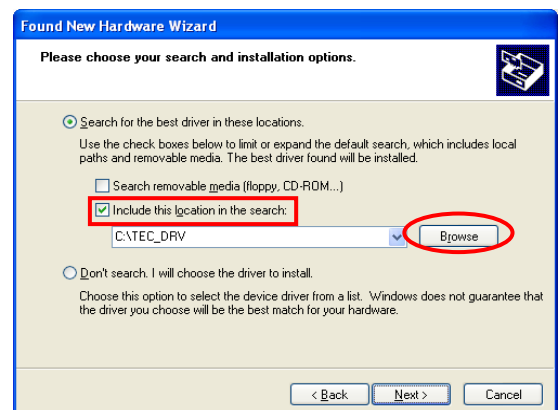 Found New Hardware Wizard
Please choose your search and installation options.
Search for the best driver in these locations.
Use the check boxes below to limit or expand the default search, which includes local
paths and removable media. The best driver found will be installed.
Search removable media (floppy, CD-ROM...)
Include this location in the search:
C:\TEC_DRV
Browse
Don't search. I will choose the driver to install.
Choose this option to select the device driver from a list. Windows does not guarantee that
the driver you choose will be the best match for your hardware.
< Back
Next >
Cancel